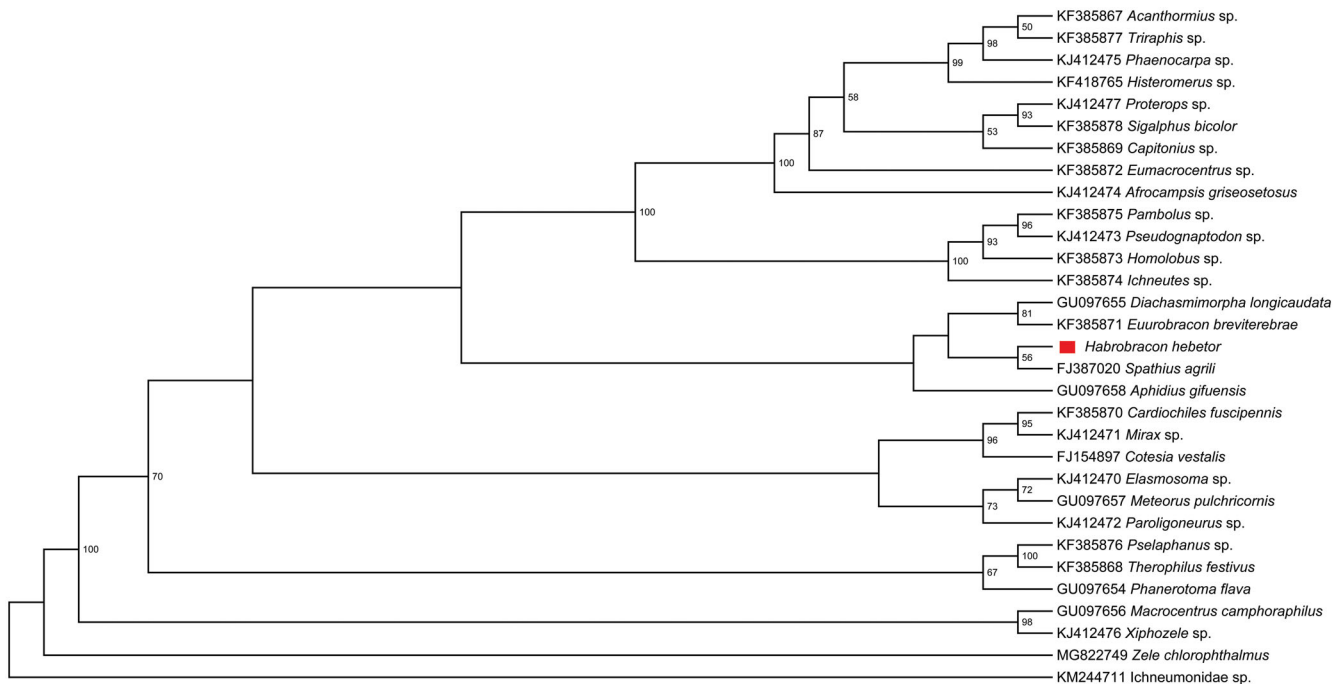 KF385867 Acanthormius sp.
50
KF385877 Triraphis sp.
98
KJ412475 Phaenocarpa sp.
99
KF418765 Histeromerus sp.
58
KJ412477 Proterops sp.
93
KF385878 Sigalphus bicolor
87
53
KF385869 Capitonius sp.
100
KF385872 Eumacrocentrus sp.
KJ412474 Afrocampsis griseosetosus
100
KF385875 Pambolus sp.
96
KJ412473 Pseudognaptodon sp.
93
KF385873 Homolobus sp.
100
KF385874 Ichneutes sp.
GU097655 Diachasmimorpha longicaudata
81
KF385871 Euurobracon breviterebrae
Habrobracon hebetor
56
FJ387020 Spathius agrili
GU097658 Aphidius gifuensis
KF385870 Cardiochiles fuscipennis
95
KJ412471 Mirax sp.
96
FJ154897 Cotesia vestalis
70
KJ412470 Elasmosoma sp.
72
GU097657 Meteorus pulchricornis
73
KJ412472 Paroligoneurus sp.
100
KF385876 Pselaphanus sp.
100
KF385868 Therophilus festivus
67
GU097654 Phanerotoma flava
GU097656 Macrocentrus camphoraphilus
98
KJ412476 Xiphozele sp.
MG822749 Zele chlorophthalmus
KM244711 Ichneumonidae sp.